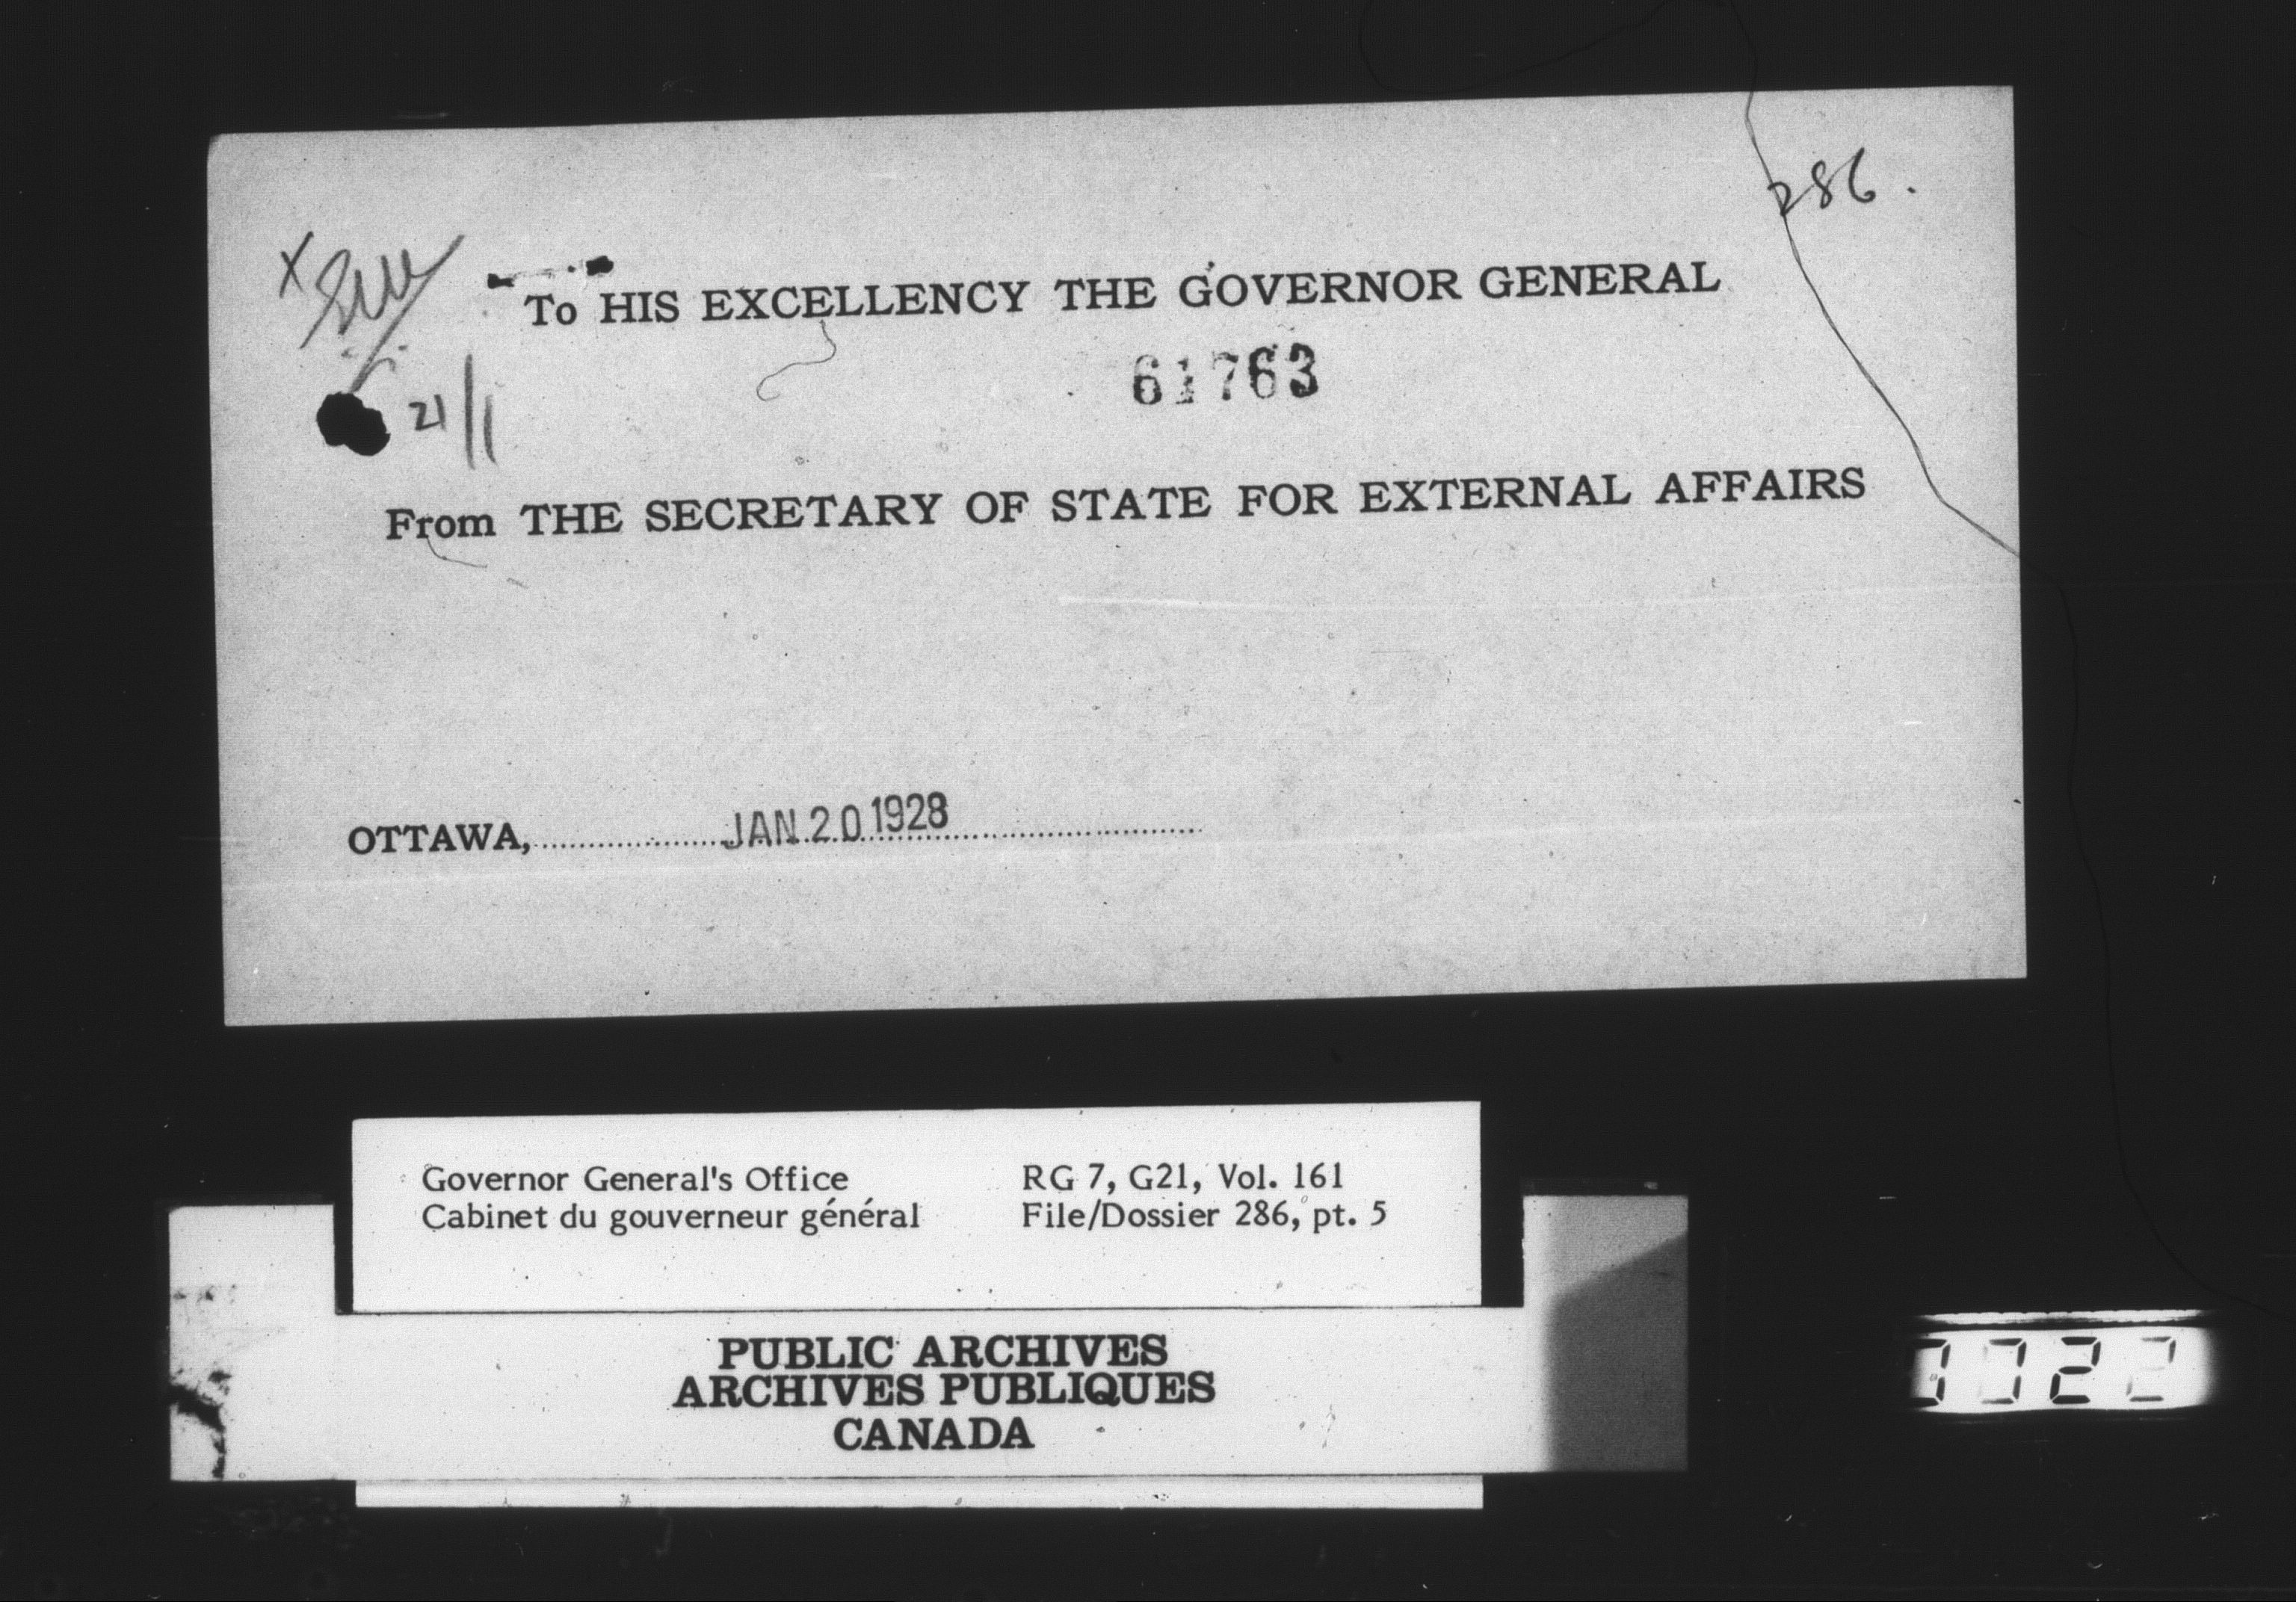 286.
To HIS EXCELLENCY THE GOVERNOR GENERAL
61763
21/1
From THE SECRETARY OF STATE FOR EXTERNAL AFFAIRS
OTTAWA, JAN 20 1928
Governor General's Office RG 7, G21, Vol. 161
Cabinet du gouverneur général File/Dossier 286, pt. 5
PUBLIC ARCHIVES
ARCHIVES PUBLIQUES
CANADA